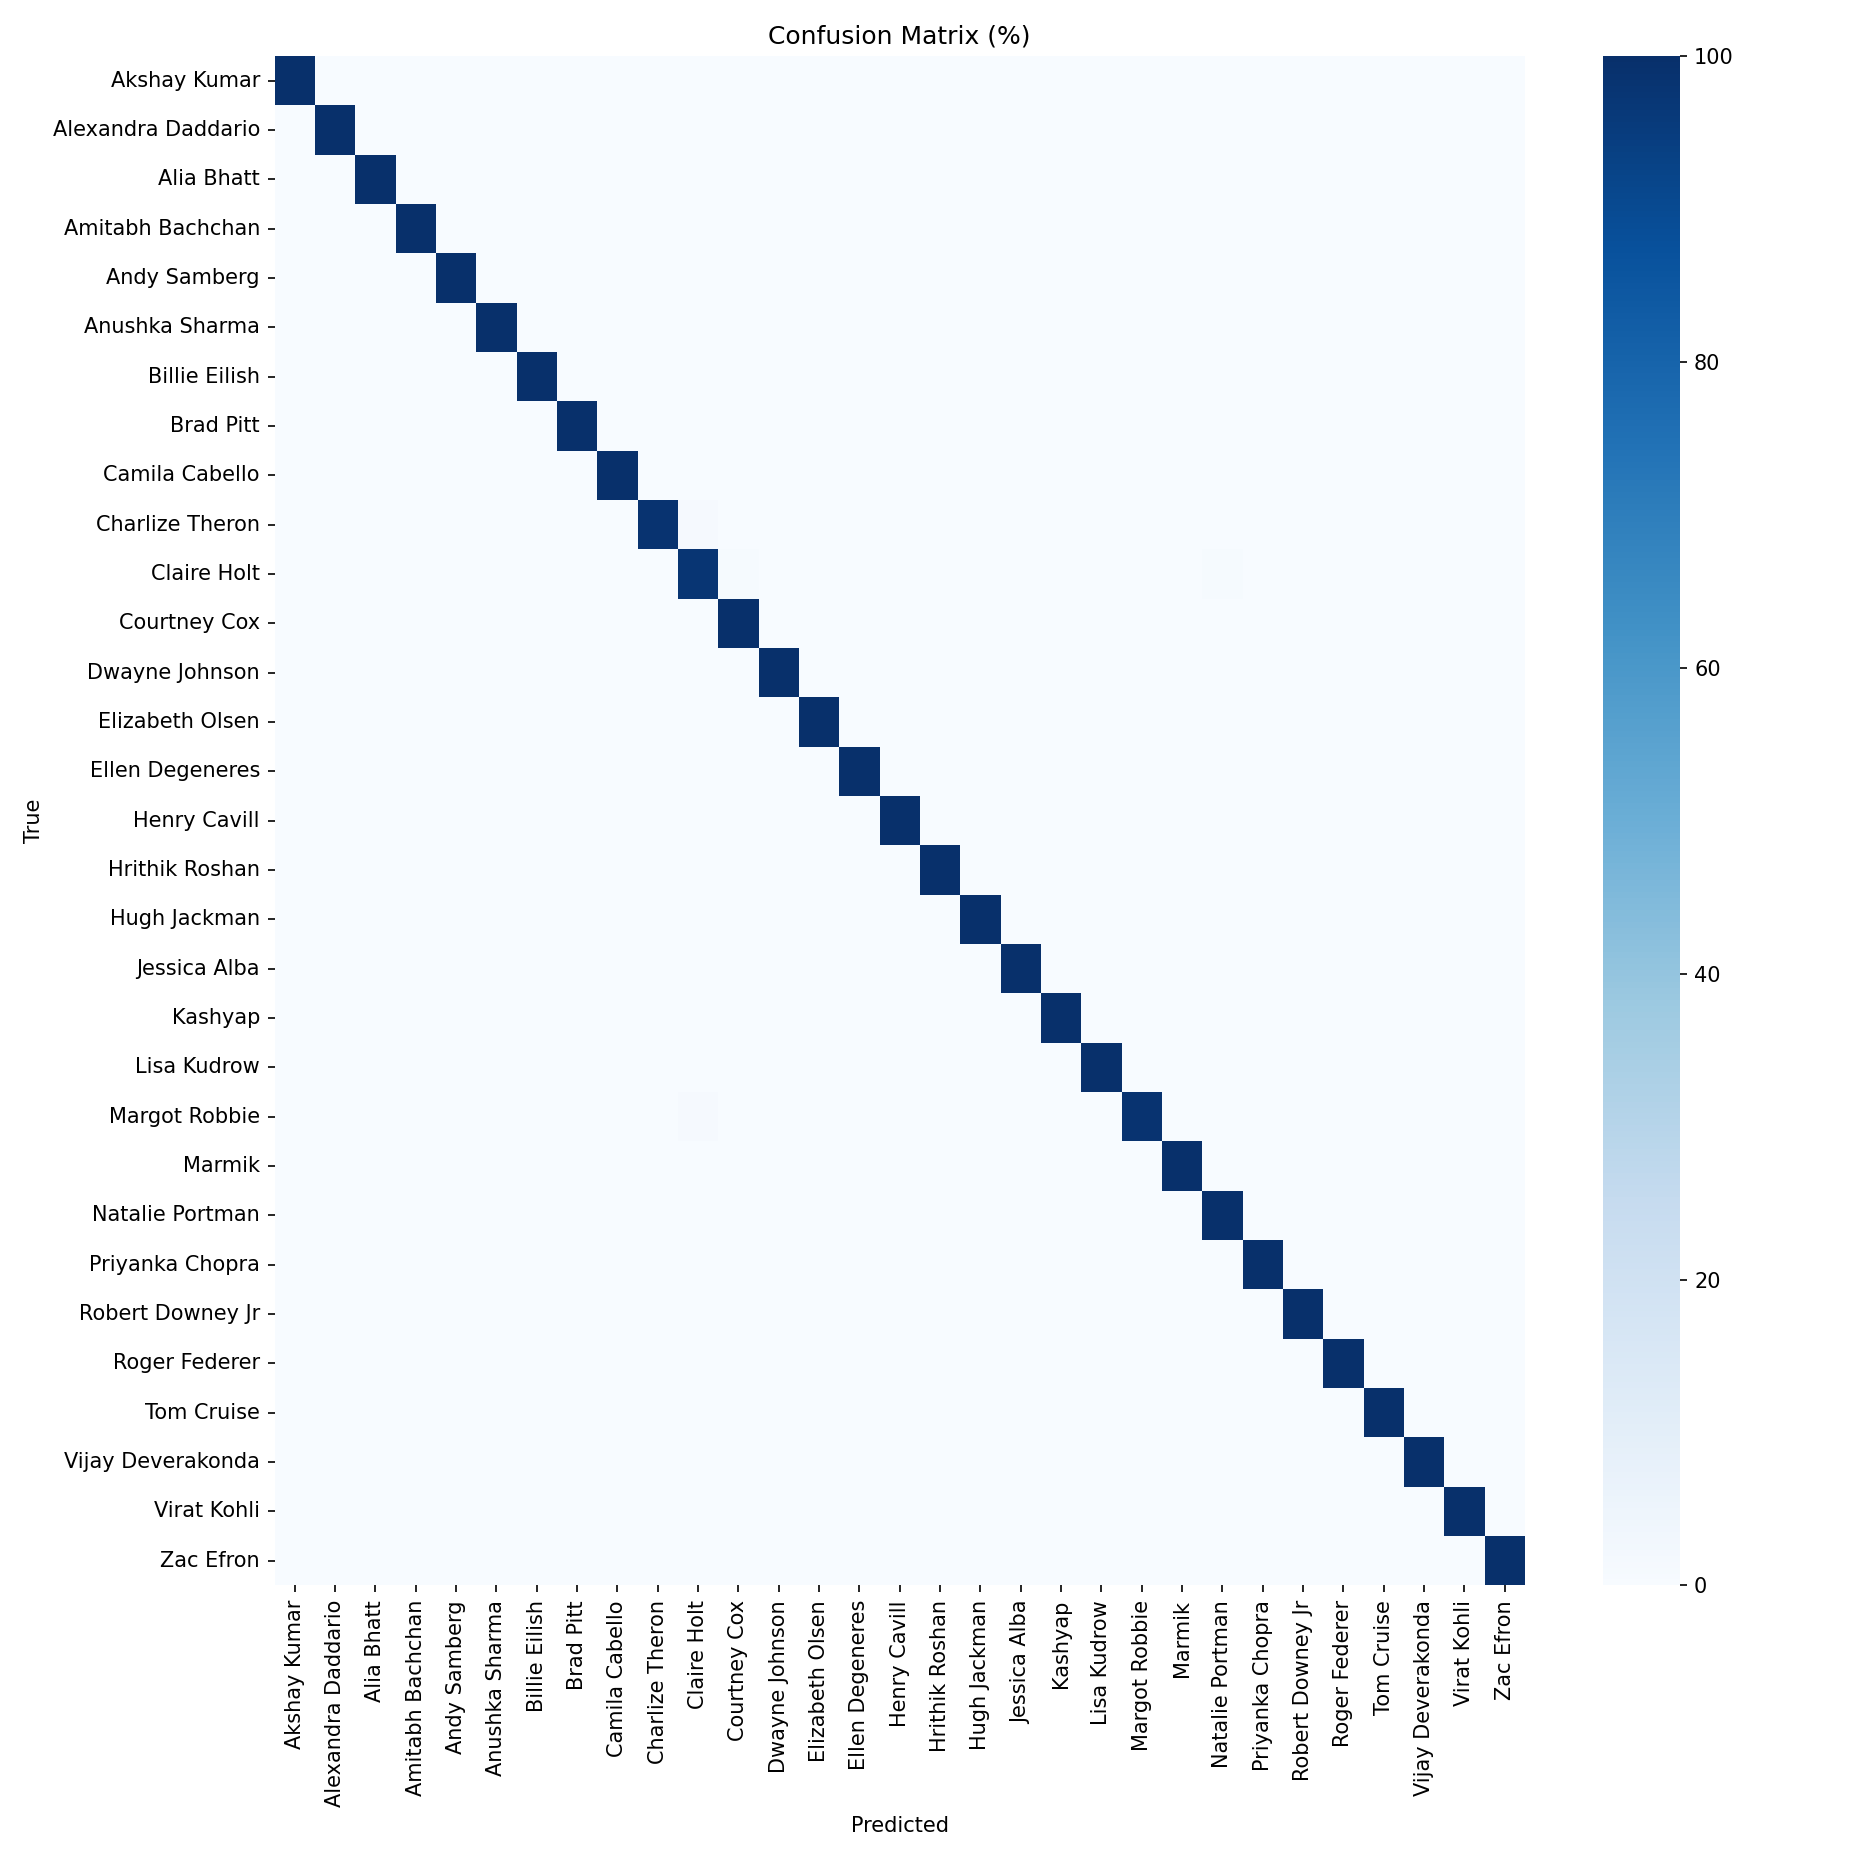 Confusion Matrix (%)
Akshay Kumar
Alexandra Daddario
Alia Bhatt
Amitabh Bachchan
Andy Samberg
Anushka Sharma
Billie Eilish
Brad Pitt
Camila Cabello
Charlize Theron
Claire Holt
Courtney Cox
Dwayne Johnson
Elizabeth Olsen
Ellen Degeneres
Henry Cavill
Hrithik Roshan
Hugh Jackman
Jessica Alba
Kashyap
Lisa Kudrow
Margot Robbie
Marmik
Natalie Portman
Priyanka Chopra
Robert Downey Jr
Roger Federer
Tom Cruise
Vijay Deverakonda
Virat Kohli
Zac Efron
True
Akshay Kumar
Alexandra Daddario
Alia Bhatt
Amitabh Bachchan
Andy Samberg
Anushka Sharma
Billie Eilish
Brad Pitt
Camila Cabello
Charlize Theron
Claire Holt
Courtney Cox
Dwayne Johnson
Elizabeth Olsen
Ellen Degeneres
Henry Cavill
Hrithik Roshan
Hugh Jackman
Jessica Alba
Kashyap
Lisa Kudrow
Margot Robbie
Marmik
Natalie Portman
Priyanka Chopra
Robert Downey Jr
Roger Federer
Tom Cruise
Vijay Deverakonda
Virat Kohli
Zac Efron
Predicted
100
80
60
40
20
0